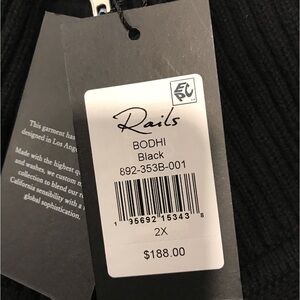 This garment has
designed in Los Angel
Made with the highest q
and washes, we custom
collection to blend our r
California sensibility with a
global sophistication.
Rails
BODHI
Black
892-353B-001
1 95692 15343 8
2X
$188.00